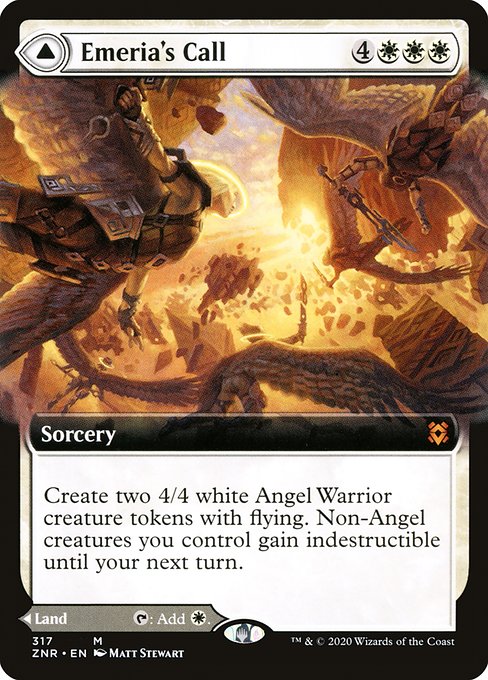 Emeria's Call 4
Sorcery
Create two 4/4 white Angel Warrior
creature tokens with flying. Non-Angel
creatures you control gain indestructible
until your next turn.
Land : Add .
317 M
ZNR • EN Matt Stewart
™ & © 2020 Wizards of the Coast